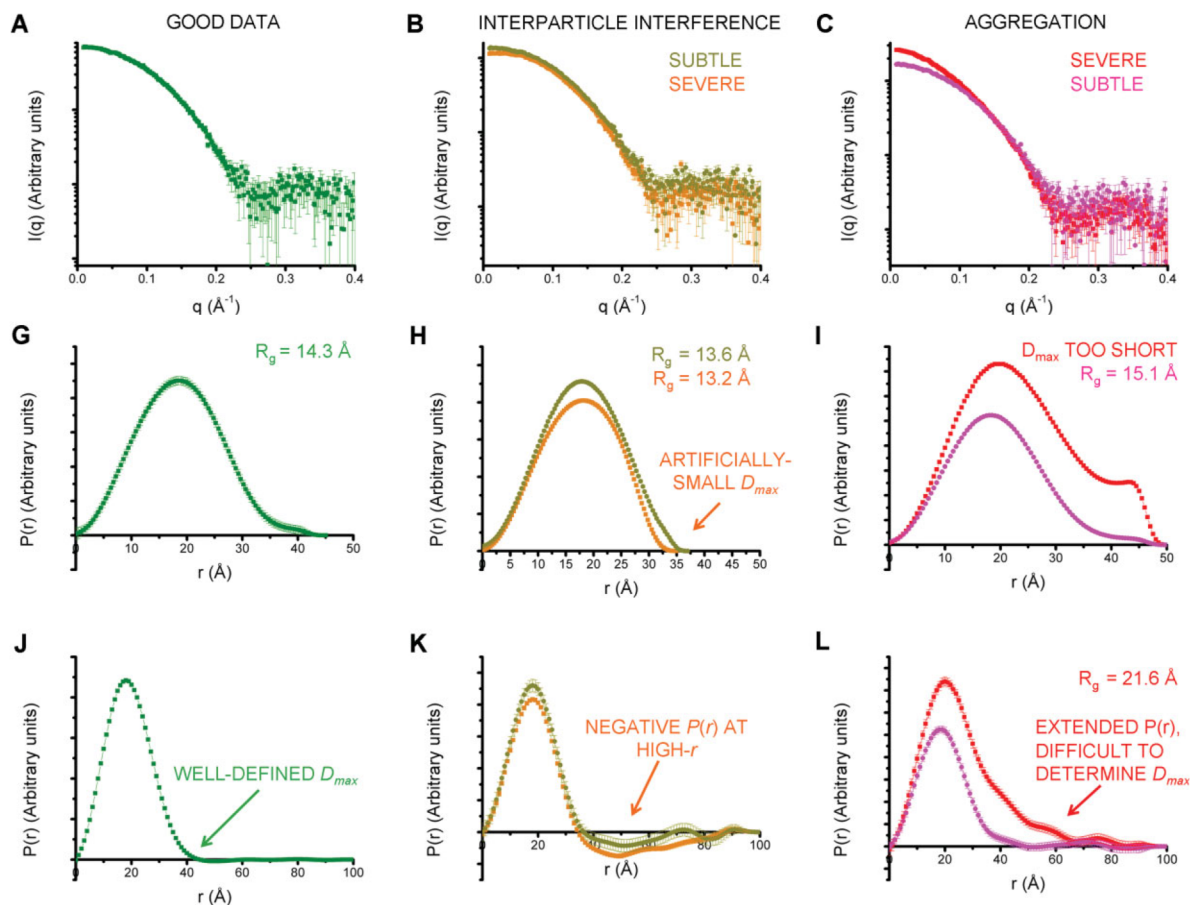 A
GOOD DATA
I(q) (Arbitrary units)
0.0 0.1 0.2 0.3 0.4
q (Å⁻¹)
B
INTERPARTICLE INTERFERENCE
SUBTLE
SEVERE
I(q) (Arbitrary units)
0.0 0.1 0.2 0.3 0.4
q (Å⁻¹)
C
AGGREGATION
SEVERE
SUBTLE
I(q) (Arbitrary units)
0.0 0.1 0.2 0.3 0.4
q (Å⁻¹)
G
Rg = 14.3 Å
P(r) (Arbitrary units)
0 10 20 30 40 50
r (Å)
H
Rg = 13.6 Å
Rg = 13.2 Å
ARTIFICIALLY-
SMALL Dmax
P(r) (Arbitrary units)
0 5 10 15 20 25 30 35 40 45 50
r (Å)
I
Dmax TOO SHORT
Rg = 15.1 Å
P(r) (Arbitrary units)
0 10 20 30 40 50
r (Å)
J
WELL-DEFINED Dmax
P(r) (Arbitrary units)
0 20 40 60 80 100
r (Å)
K
NEGATIVE P(r) AT
HIGH-r
P(r) (Arbitrary units)
0 20 40 60 80 100
r (Å)
L
Rg = 21.6 Å
EXTENDED P(r),
DIFFICULT TO
DETERMINE Dmax
P(r) (Arbitrary units)
0 20 40 60 80 100
r (Å)